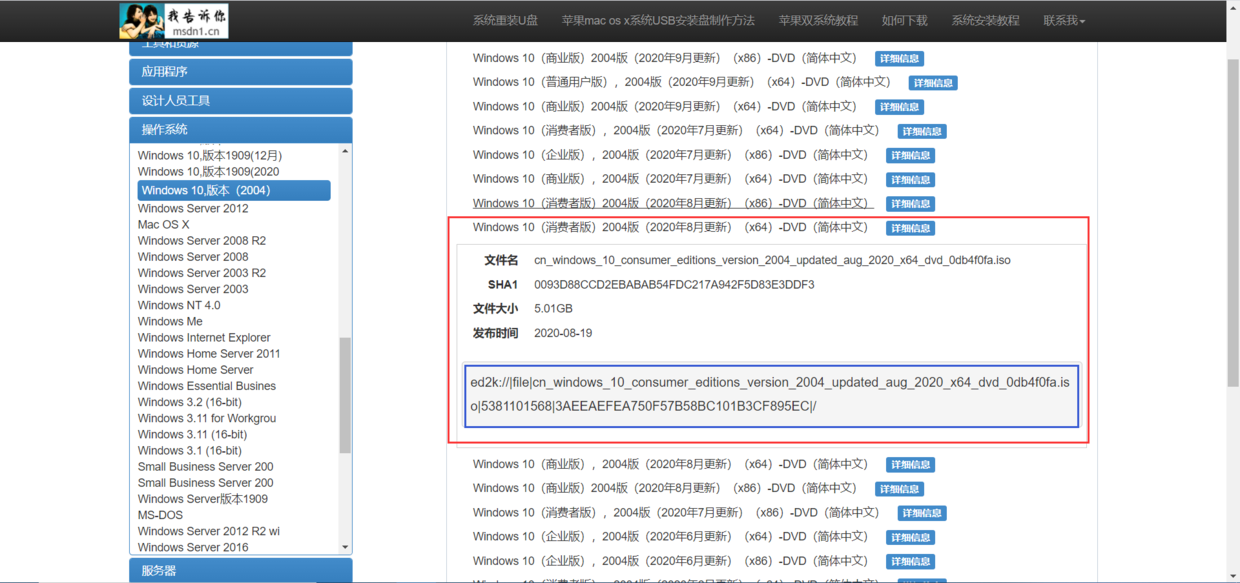 我告诉你
msdn1.cn
系统重装U盘 苹果mac os x系统USB安装盘制作方法 苹果双系统教程 如何下载 系统安装教程 联系我
工具和资源
应用程序
设计人员工具
操作系统
Windows 10,版本1909(12月)
Windows 10,版本1909(2020
Windows 10,版本（2004）
Windows Server 2012
Mac OS X
Windows Server 2008 R2
Windows Server 2008
Windows Server 2003 R2
Windows Server 2003
Windows NT 4.0
Windows Me
Windows Internet Explorer
Windows Home Server 2011
Windows Home Server
Windows Essential Busines
Windows 3.2 (16-bit)
Windows 3.11 for Workgrou
Windows 3.11 (16-bit)
Windows 3.1 (16-bit)
Small Business Server 200
Small Business Server 200
Windows Server版本1909
MS-DOS
Windows Server 2012 R2 wi
Windows Server 2016
服务器
Windows 10（商业版）2004版（2020年9月更新）（x86）-DVD（简体中文） 详细信息
Windows 10（普通用户版），2004版（2020年9月更新）（x64）-DVD（简体中文） 详细信息
Windows 10（商业版）2004版（2020年9月更新）（x64）-DVD（简体中文） 详细信息
Windows 10（消费者版），2004版（2020年7月更新）（x64）-DVD（简体中文） 详细信息
Windows 10（企业版），2004版（2020年7月更新）（x86）-DVD（简体中文） 详细信息
Windows 10（商业版），2004版（2020年7月更新）（x64）-DVD（简体中文） 详细信息
Windows 10（消费者版）2004版（2020年8月更新）（x86）-DVD（简体中文） 详细信息
Windows 10（消费者版）2004版（2020年8月更新）（x64）-DVD（简体中文） 详细信息
文件名 cn_windows_10_consumer_editions_version_2004_updated_aug_2020_x64_dvd_0db4f0fa.iso
SHA1 0093D88CCD2EBABAB54FDC217A942F5D83E3DDF3
文件大小 5.01GB
发布时间 2020-08-19
ed2k://|file|cn_windows_10_consumer_editions_version_2004_updated_aug_2020_x64_dvd_0db4f0fa.is
o|5381101568|3AEEAEFEA750F57B58BC101B3CF895EC|/
Windows 10（商业版），2004版（2020年8月更新）（x64）-DVD（简体中文） 详细信息
Windows 10（商业版）2004版（2020年8月更新）（x86）-DVD（简体中文） 详细信息
Windows 10（消费者版），2004版（2020年7月更新）（x86）-DVD（简体中文） 详细信息
Windows 10（企业版），2004版（2020年6月更新）（x64）-DVD（简体中文） 详细信息
Windows 10（企业版），2004版（2020年6月更新）（x86）-DVD（简体中文） 详细信息